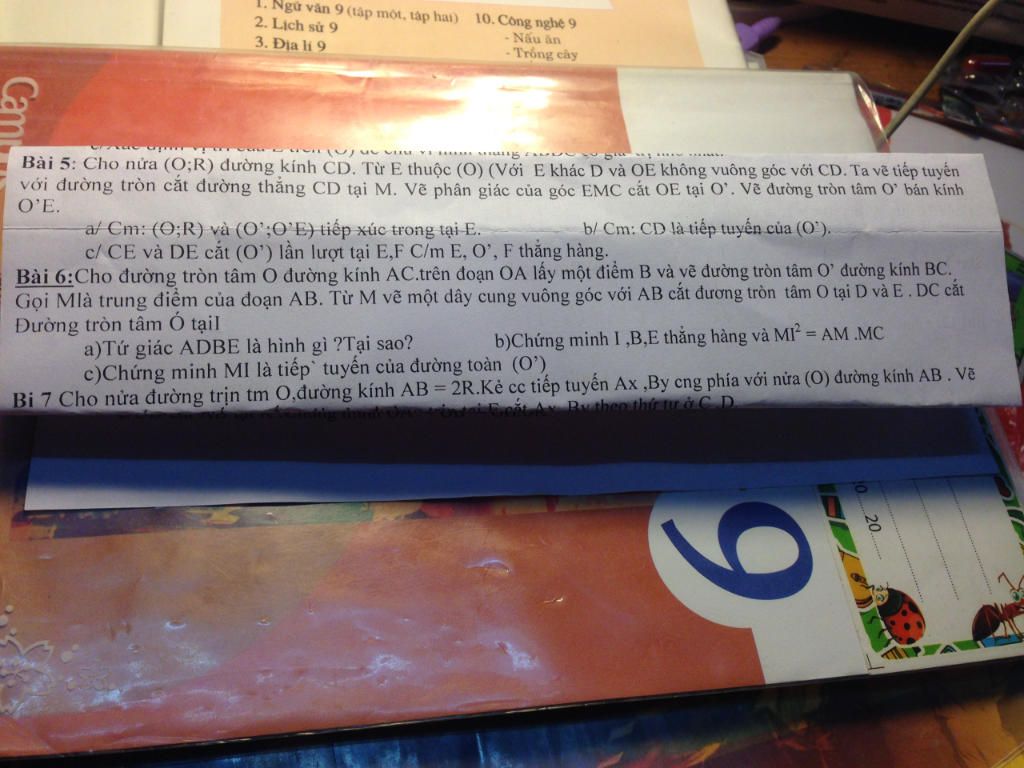 1. Ngữ văn 9 (tập một, tập hai)
2. Lịch sử 9
3. Địa lí 9
10. Công nghệ 9
- Nấu ăn
- Trồng cây
Cam
Bài 5: Cho nửa (O;R) đường kính CD. Từ E thuộc (O) (Với E khác D và OE không vuông góc với CD. Ta vẽ tiếp tuyến
với đường tròn cắt đường thẳng CD tại M. Vẽ phân giác của góc EMC cắt OE tại O’. Vẽ đường tròn tâm O’ bán kính
O’E.
a/ Cm: (O;R) và (O’;O’E) tiếp xúc trong tại E. b/ Cm: CD là tiếp tuyến của (O’).
c/ CE và DE cắt (O’) lần lượt tại E,F C/m E, O’, F thẳng hàng.
Bài 6:Cho đường tròn tâm O đường kính AC.trên đoạn OA lấy một điểm B và vẽ đường tròn tâm O’ đường kính BC.
Gọi Mlà trung điểm của đoạn AB. Từ M vẽ một dây cung vuông góc với AB cắt đương tròn tâm O tại D và E . DC cắt
Đường tròn tâm Ó tạiI
a)Tứ giác ADBE là hình gì ?Tại sao? b)Chứng minh I ,B,E thẳng hàng và MI² = AM .MC
c)Chứng minh MI là tiếp` tuyến của đường toàn (O’)
Bi 7 Cho nửa đường trịn tm O,đường kính AB = 2R.Kẻ cc tiếp tuyến Ax ,By cng phía với nửa (O) đường kính AB . Vẽ
tại E,cắt Ax , By theo thứ tự ở C ,D.
9
20